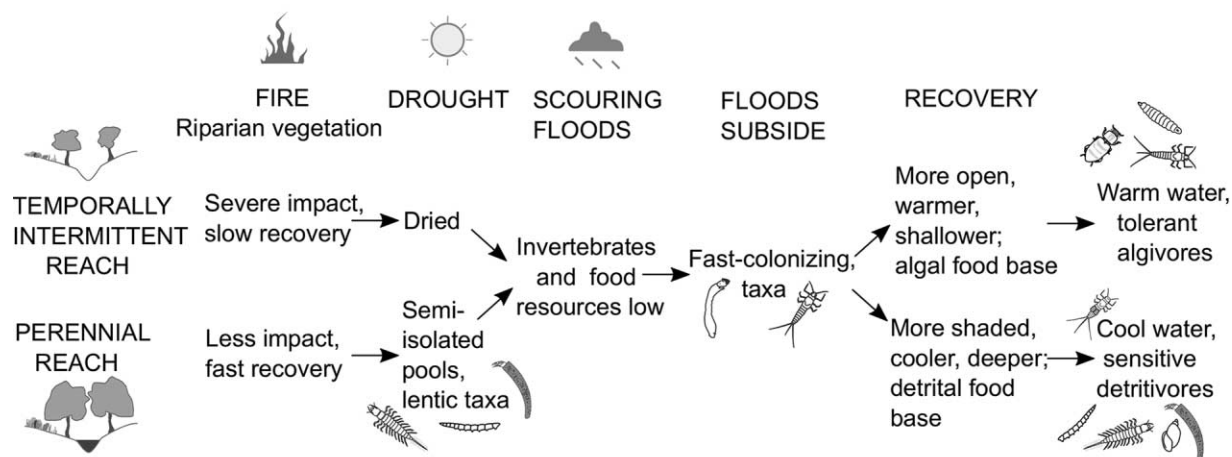 FIRE
Riparian vegetation
DROUGHT
SCOURING
FLOODS
FLOODS
SUBSIDE
RECOVERY
TEMPORALLY
INTERMITTENT
REACH
Severe impact,
slow recovery
Dried
Invertebrates
and food
resources low
Fast-colonizing,
taxa
More open,
warmer,
shallower;
algal food base
Warm water,
tolerant
algivores
PERENNIAL
REACH
Less impact,
fast recovery
Semi-
isolated
pools,
lentic taxa
More shaded,
cooler, deeper;
detrital food
base
Cool water,
sensitive
detritivores